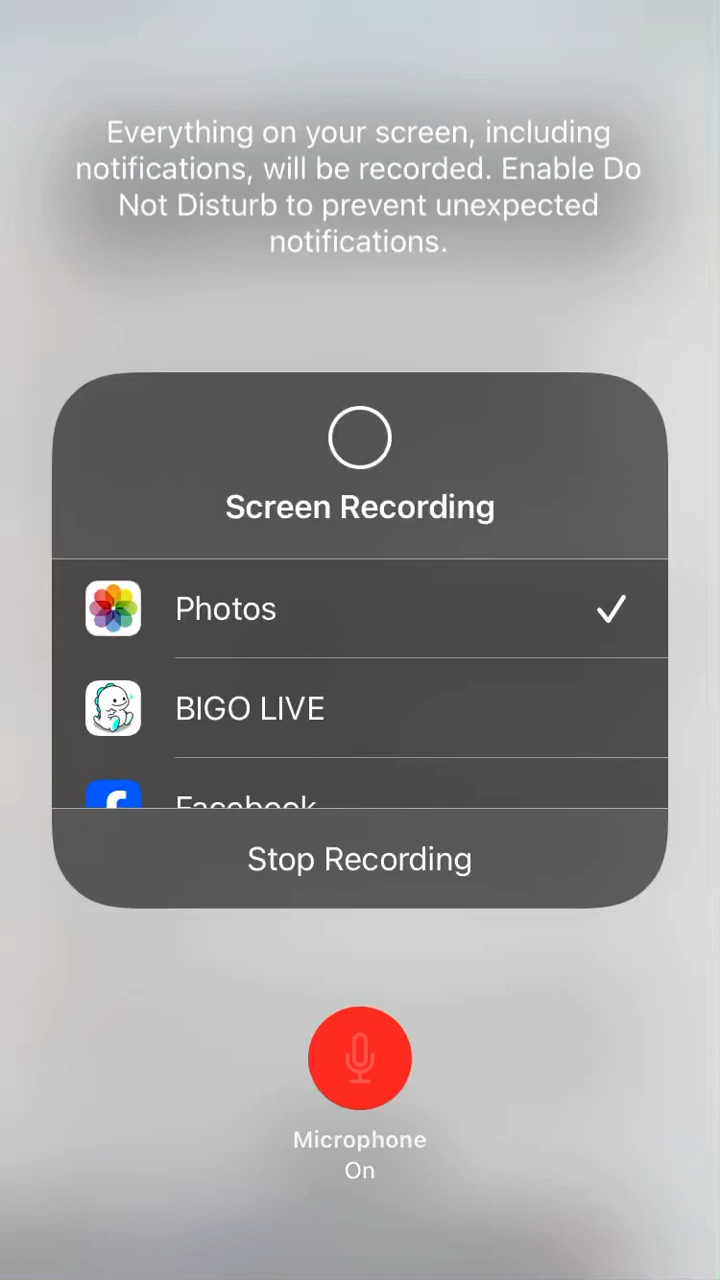 Everything on your screen, including
notifications, will be recorded. Enable Do
Not Disturb to prevent unexpected
notifications.
Screen Recording
Photos
BIGO LIVE
Facebook
Stop Recording
Microphone
On